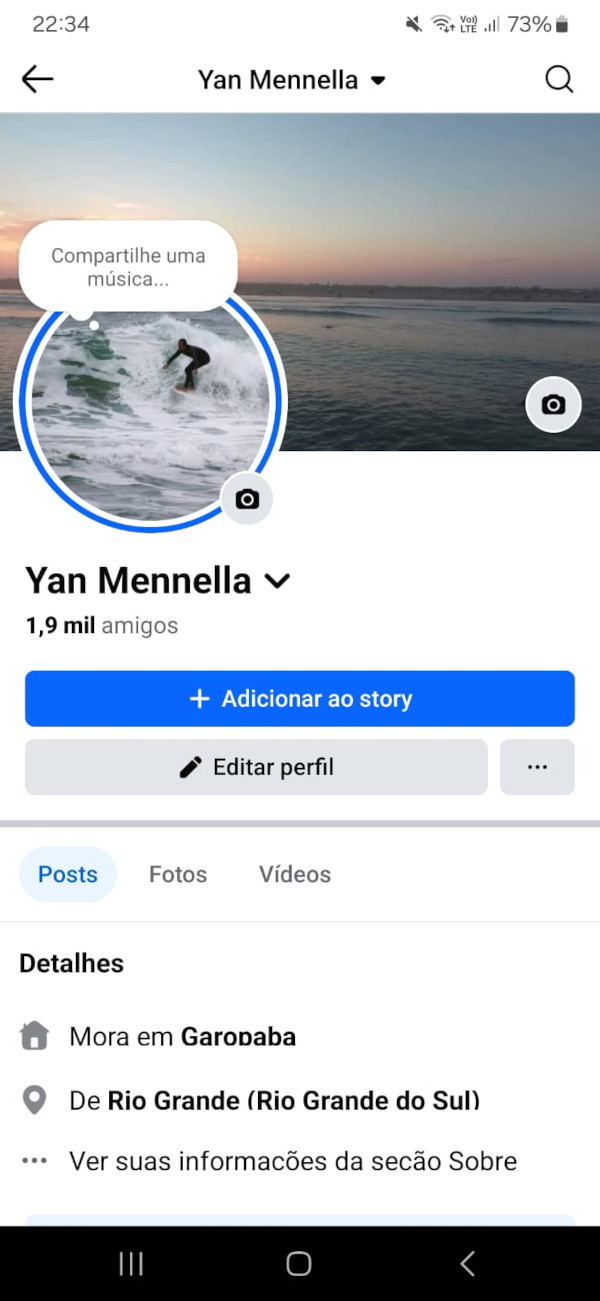 22:34
Vo))
LTE
73%
Yan Mennella
Compartilhe uma
música...
Yan Mennella
1,9 mil amigos
+ Adicionar ao story
Editar perfil
Posts
Fotos
Vídeos
Detalhes
Mora em Garopaba
De Rio Grande (Rio Grande do Sul)
Ver suas informações da seção Sobre